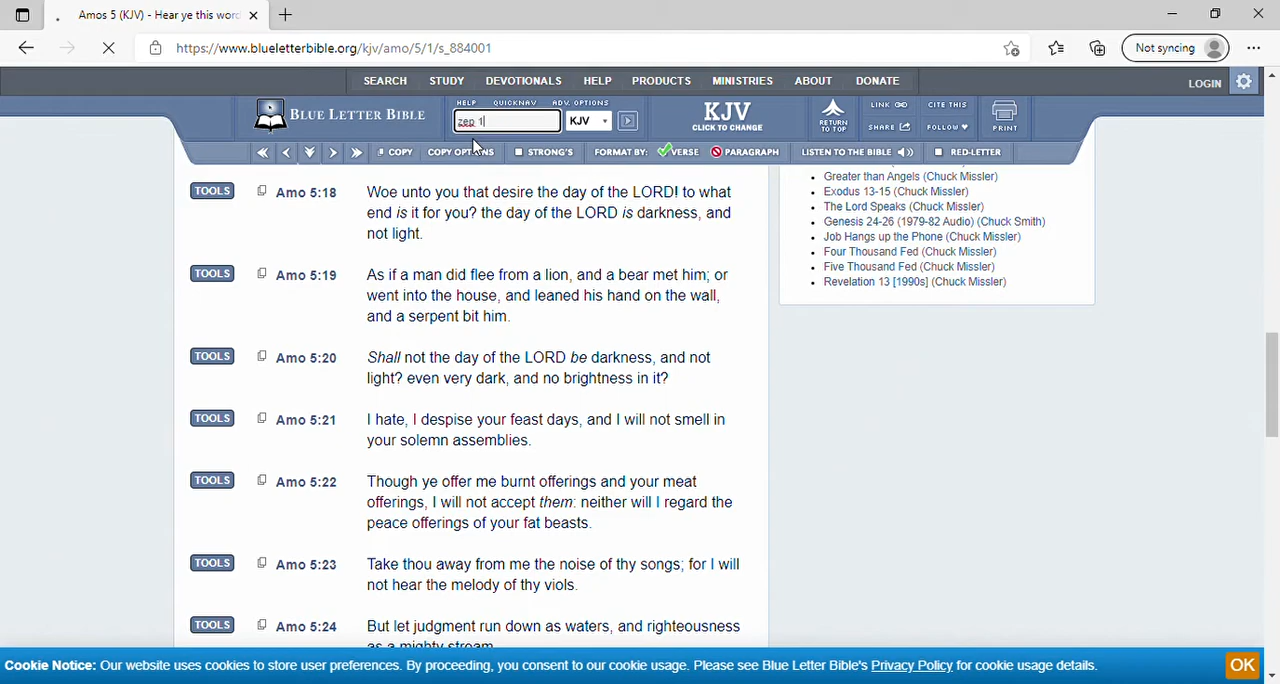 Amos 5 (KJV) - Hear ye this word
https://www.blueletterbible.org/kjv/amo/5/1/s_884001
Not syncing
SEARCH STUDY DEVOTIONALS HELP PRODUCTS MINISTRIES ABOUT DONATE
LOGIN
BLUE LETTER BIBLE
HELP QUICKNAV ADV. OPTIONS
zep 1
KJV
KJV
CLICK TO CHANGE
RETURN
TO TOP
LINK
CITE THIS
SHARE
FOLLOW
PRINT
COPY COPY OPTIONS STRONG'S FORMAT BY: VERSE PARAGRAPH LISTEN TO THE BIBLE RED-LETTER
TOOLS Amo 5:18 Woe unto you that desire the day of the LORD! to what
end is it for you? the day of the LORD is darkness, and
not light.
TOOLS Amo 5:19 As if a man did flee from a lion, and a bear met him; or
went into the house, and leaned his hand on the wall,
and a serpent bit him.
TOOLS Amo 5:20 Shall not the day of the LORD be darkness, and not
light? even very dark, and no brightness in it?
TOOLS Amo 5:21 I hate, I despise your feast days, and I will not smell in
your solemn assemblies.
TOOLS Amo 5:22 Though ye offer me burnt offerings and your meat
offerings, I will not accept them: neither will I regard the
peace offerings of your fat beasts.
TOOLS Amo 5:23 Take thou away from me the noise of thy songs; for I will
not hear the melody of thy viols.
TOOLS Amo 5:24 But let judgment run down as waters, and righteousness
as a mighty stream.
Greater than Angels (Chuck Missler)
Exodus 13-15 (Chuck Missler)
The Lord Speaks (Chuck Missler)
Genesis 24-26 (1979-82 Audio) (Chuck Smith)
Job Hangs up the Phone (Chuck Missler)
Four Thousand Fed (Chuck Missler)
Five Thousand Fed (Chuck Missler)
Revelation 13 [1990s] (Chuck Missler)
Cookie Notice: Our website uses cookies to store user preferences. By proceeding, you consent to our cookie usage. Please see Blue Letter Bible's Privacy Policy for cookie usage details.
OK